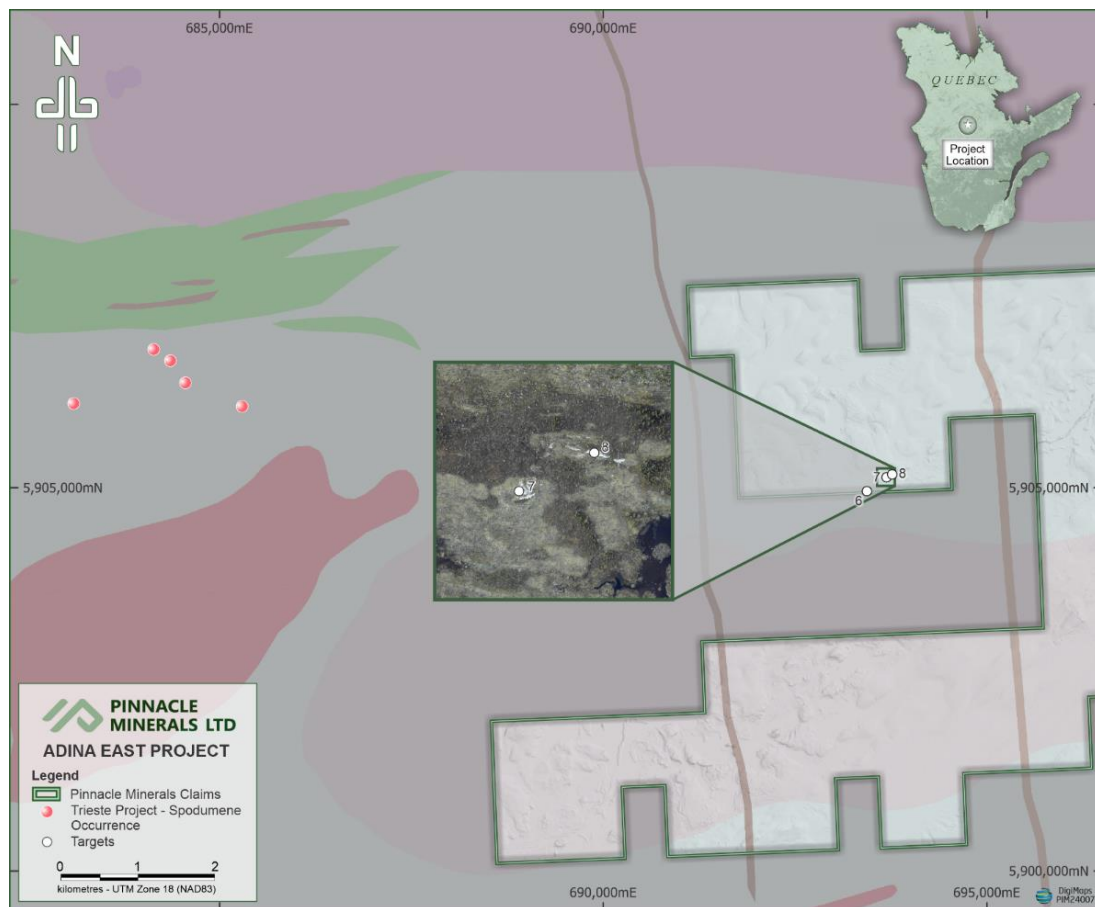 685,000mE
690,000mE
N
QUEBEC
Project
Location
8
7
7
8
6
5,905,000mN
5,905,000mN
PINNACLE
MINERALS LTD
ADINA EAST PROJECT
Legend
Pinnacle Minerals Claims
Trieste Project - Spodumene
Occurrence
Targets
0 1 2
kilometres - UTM Zone 18 (NAD83)
5,900,000mN
690,000mE
695,000mE
DigiMaps
PIM24007